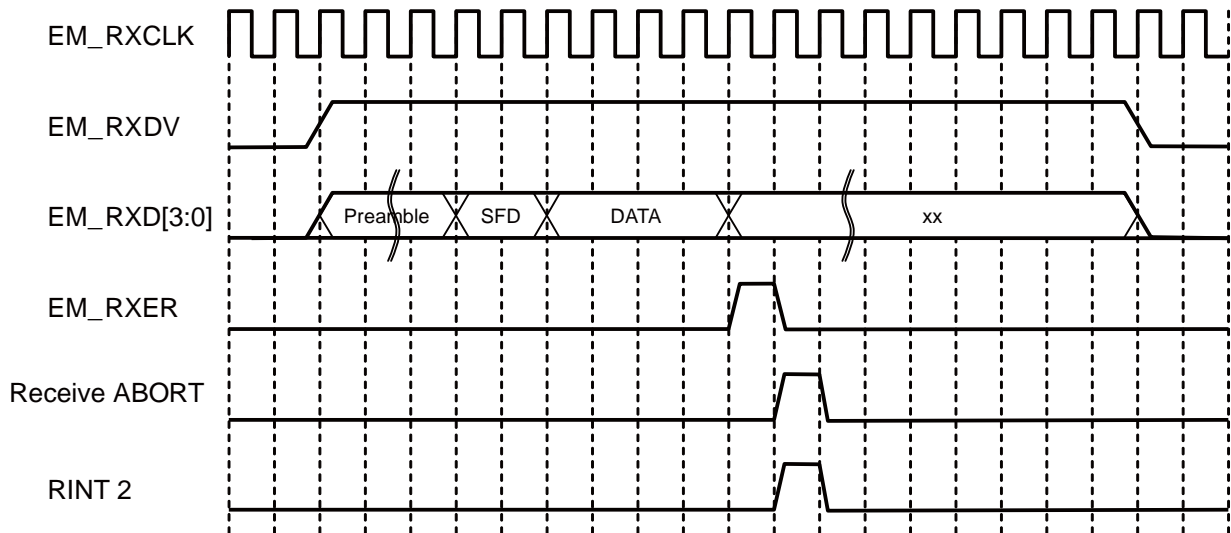 EM_RXCLK
EM_RXDV
EM_RXD[3:0]
Preamble SFD DATA xx
EM_RXER
Receive ABORT
RINT 2